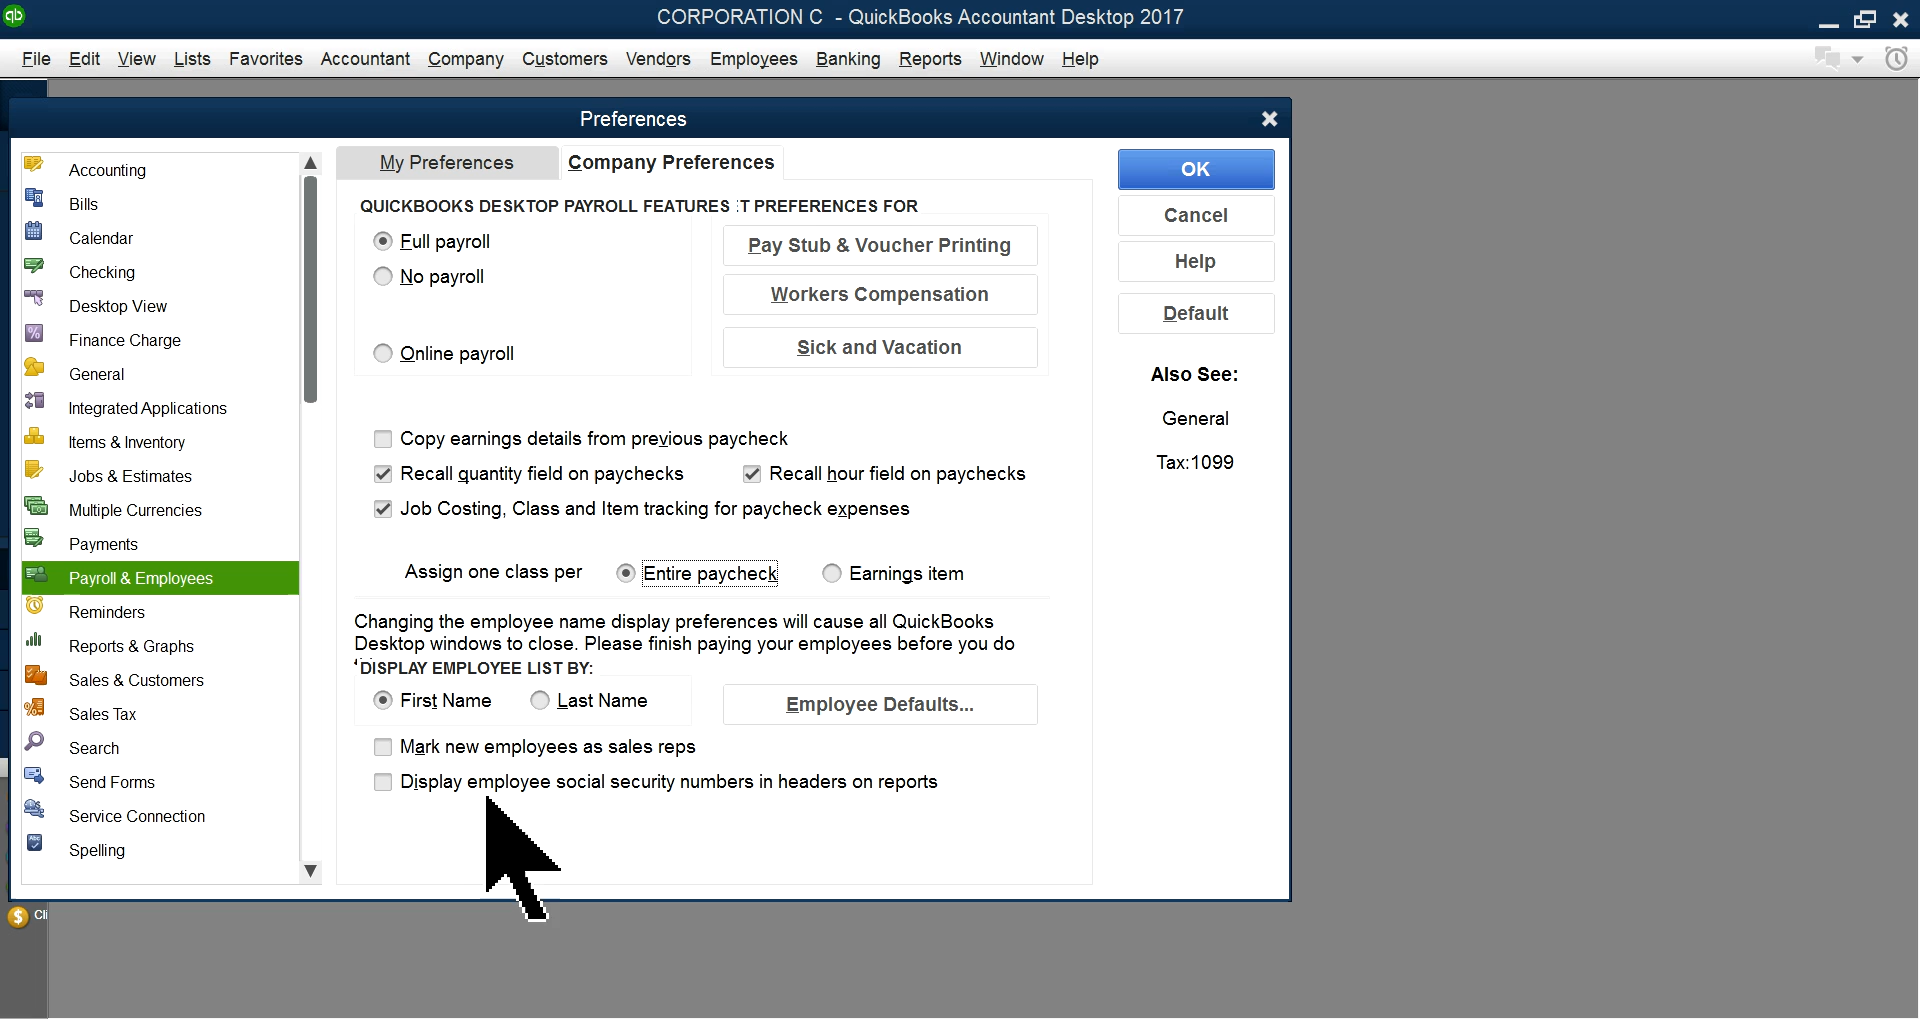 qb CORPORATION C - QuickBooks Accountant Desktop 2017
File Edit View Lists Favorites Accountant Company Customers Vendors Employees Banking Reports Window Help
Preferences
Accounting
Bills
Calendar
Checking
Desktop View
% Finance Charge
General
Integrated Applications
Items & Inventory
Jobs & Estimates
Multiple Currencies
Payments
Payroll & Employees
Reminders
Reports & Graphs
Sales & Customers
Sales Tax
Search
Send Forms
Service Connection
Abc Spelling
$ Cli
My Preferences Company Preferences
QUICKBOOKS DESKTOP PAYROLL FEATURES :T PREFERENCES FOR
Full payroll
No payroll
Online payroll
Pay Stub & Voucher Printing
Workers Compensation
Sick and Vacation
Copy earnings details from previous paycheck
Recall quantity field on paychecks Recall hour field on paychecks
Job Costing, Class and Item tracking for paycheck expenses
Assign one class per Entire paycheck Earnings item
Changing the employee name display preferences will cause all QuickBooks
Desktop windows to close. Please finish paying your employees before you do
DISPLAY EMPLOYEE LIST BY:
First Name Last Name Employee Defaults...
Mark new employees as sales reps
Display employee social security numbers in headers on reports
OK
Cancel
Help
Default
Also See:
General
Tax:1099